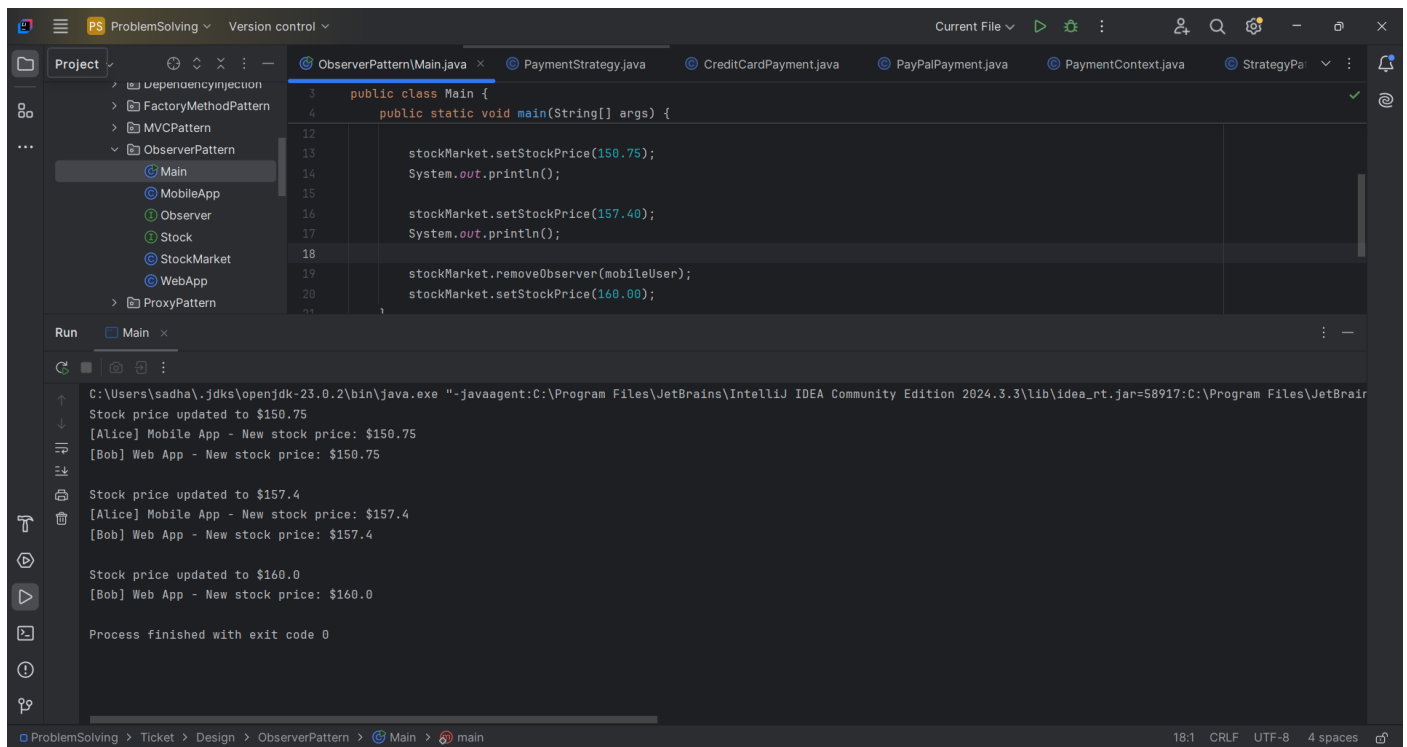 PS ProblemSolving Version control Current File
Project
ObserverPattern\Main.java PaymentStrategy.java CreditCardPayment.java PayPalPayment.java PaymentContext.java StrategyPa
DependencyInjection
FactoryMethodPattern
MVCPattern
ObserverPattern
Main
MobileApp
Observer
Stock
StockMarket
WebApp
ProxyPattern
3 public class Main {
4 public static void main(String[] args) {
12
13 stockMarket.setStockPrice(150.75);
14 System.out.println();
15
16 stockMarket.setStockPrice(157.40);
17 System.out.println();
18
19 stockMarket.removeObserver(mobileUser);
20 stockMarket.setStockPrice(160.00);
21 }
Run Main
C:\Users\sadha\.jdks\openjdk-23.0.2\bin\java.exe "-javaagent:C:\Program Files\JetBrains\IntelliJ IDEA Community Edition 2024.3.3\lib\idea_rt.jar=58917:C:\Program Files\JetBrain
Stock price updated to $150.75
[Alice] Mobile App - New stock price: $150.75
[Bob] Web App - New stock price: $150.75
Stock price updated to $157.4
[Alice] Mobile App - New stock price: $157.4
[Bob] Web App - New stock price: $157.4
Stock price updated to $160.0
[Bob] Web App - New stock price: $160.0
Process finished with exit code 0
ProblemSolving > Ticket > Design > ObserverPattern > Main > main 18:1 CRLF UTF-8 4 spaces